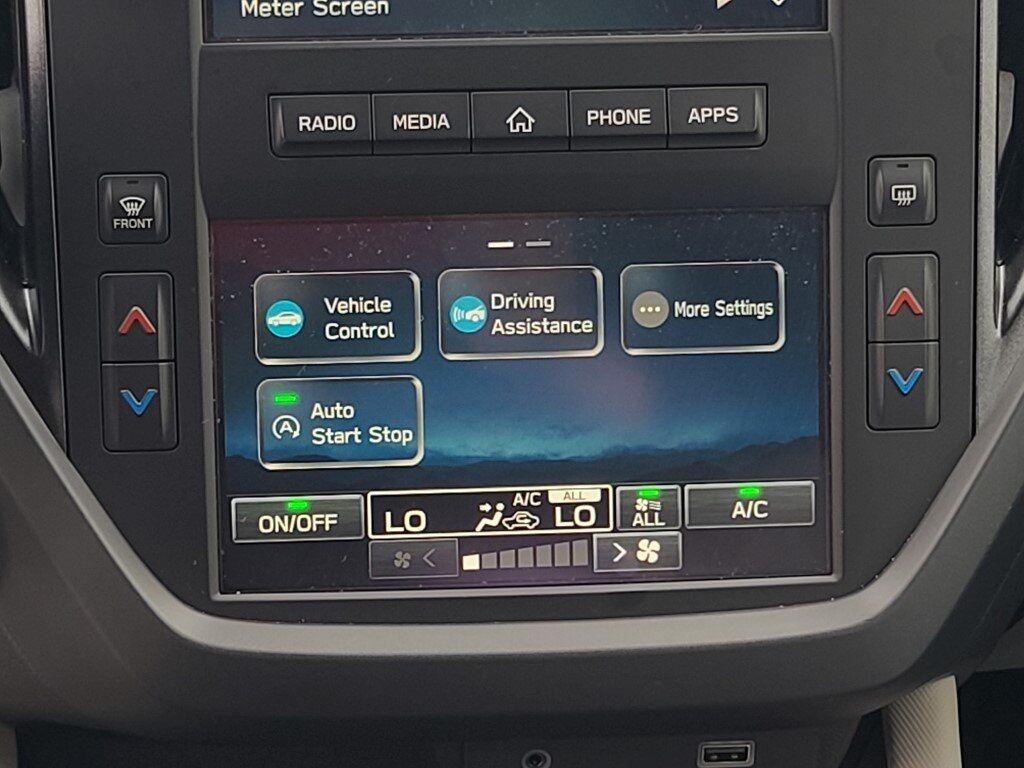 Meter Screen
RADIO MEDIA PHONE APPS
FRONT
Vehicle
Control
Driving
Assistance
More Settings
A
Auto
Start Stop
ON/OFF
LO
A/C
ALL
LO
ALL
A/C